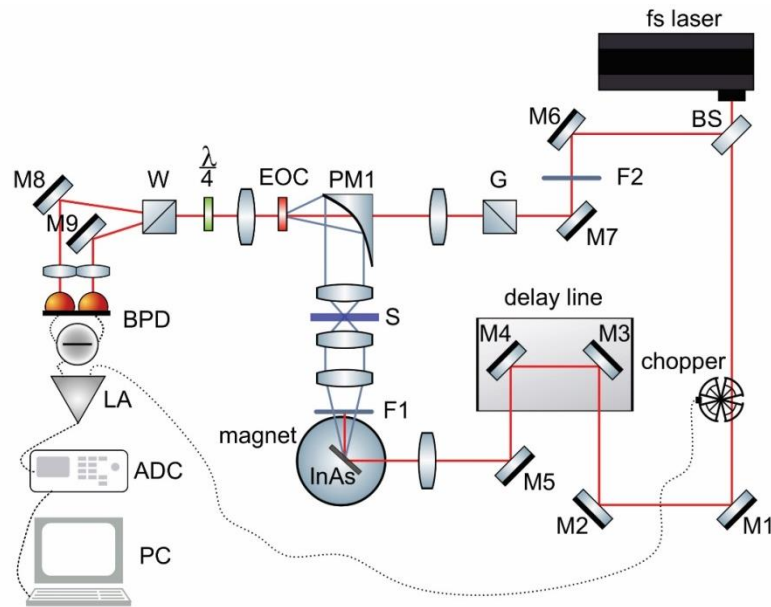 fs laser
BS
M6
F2
λ
4
EOC
PM1
G
M7
M8
W
M9
delay line
M4
M3
S
chopper
BPD
LA
F1
magnet
InAs
M5
M2
M1
ADC
PC